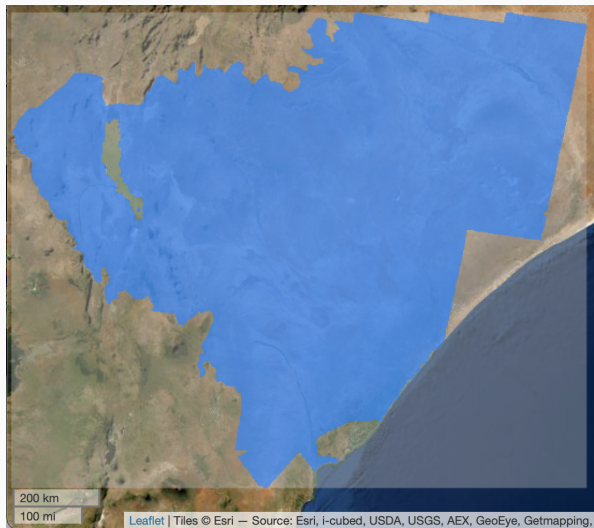 200 km
100 mi
Leaflet | Tiles © Esri — Source: Esri, i-cubed, USDA, USGS, AEX, GeoEye, Getmapping,